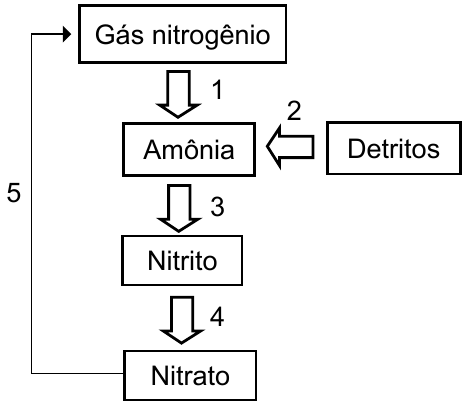 Gás nitrogênio
1
2
Amônia
Detritos
3
5
Nitrito
4
Nitrato